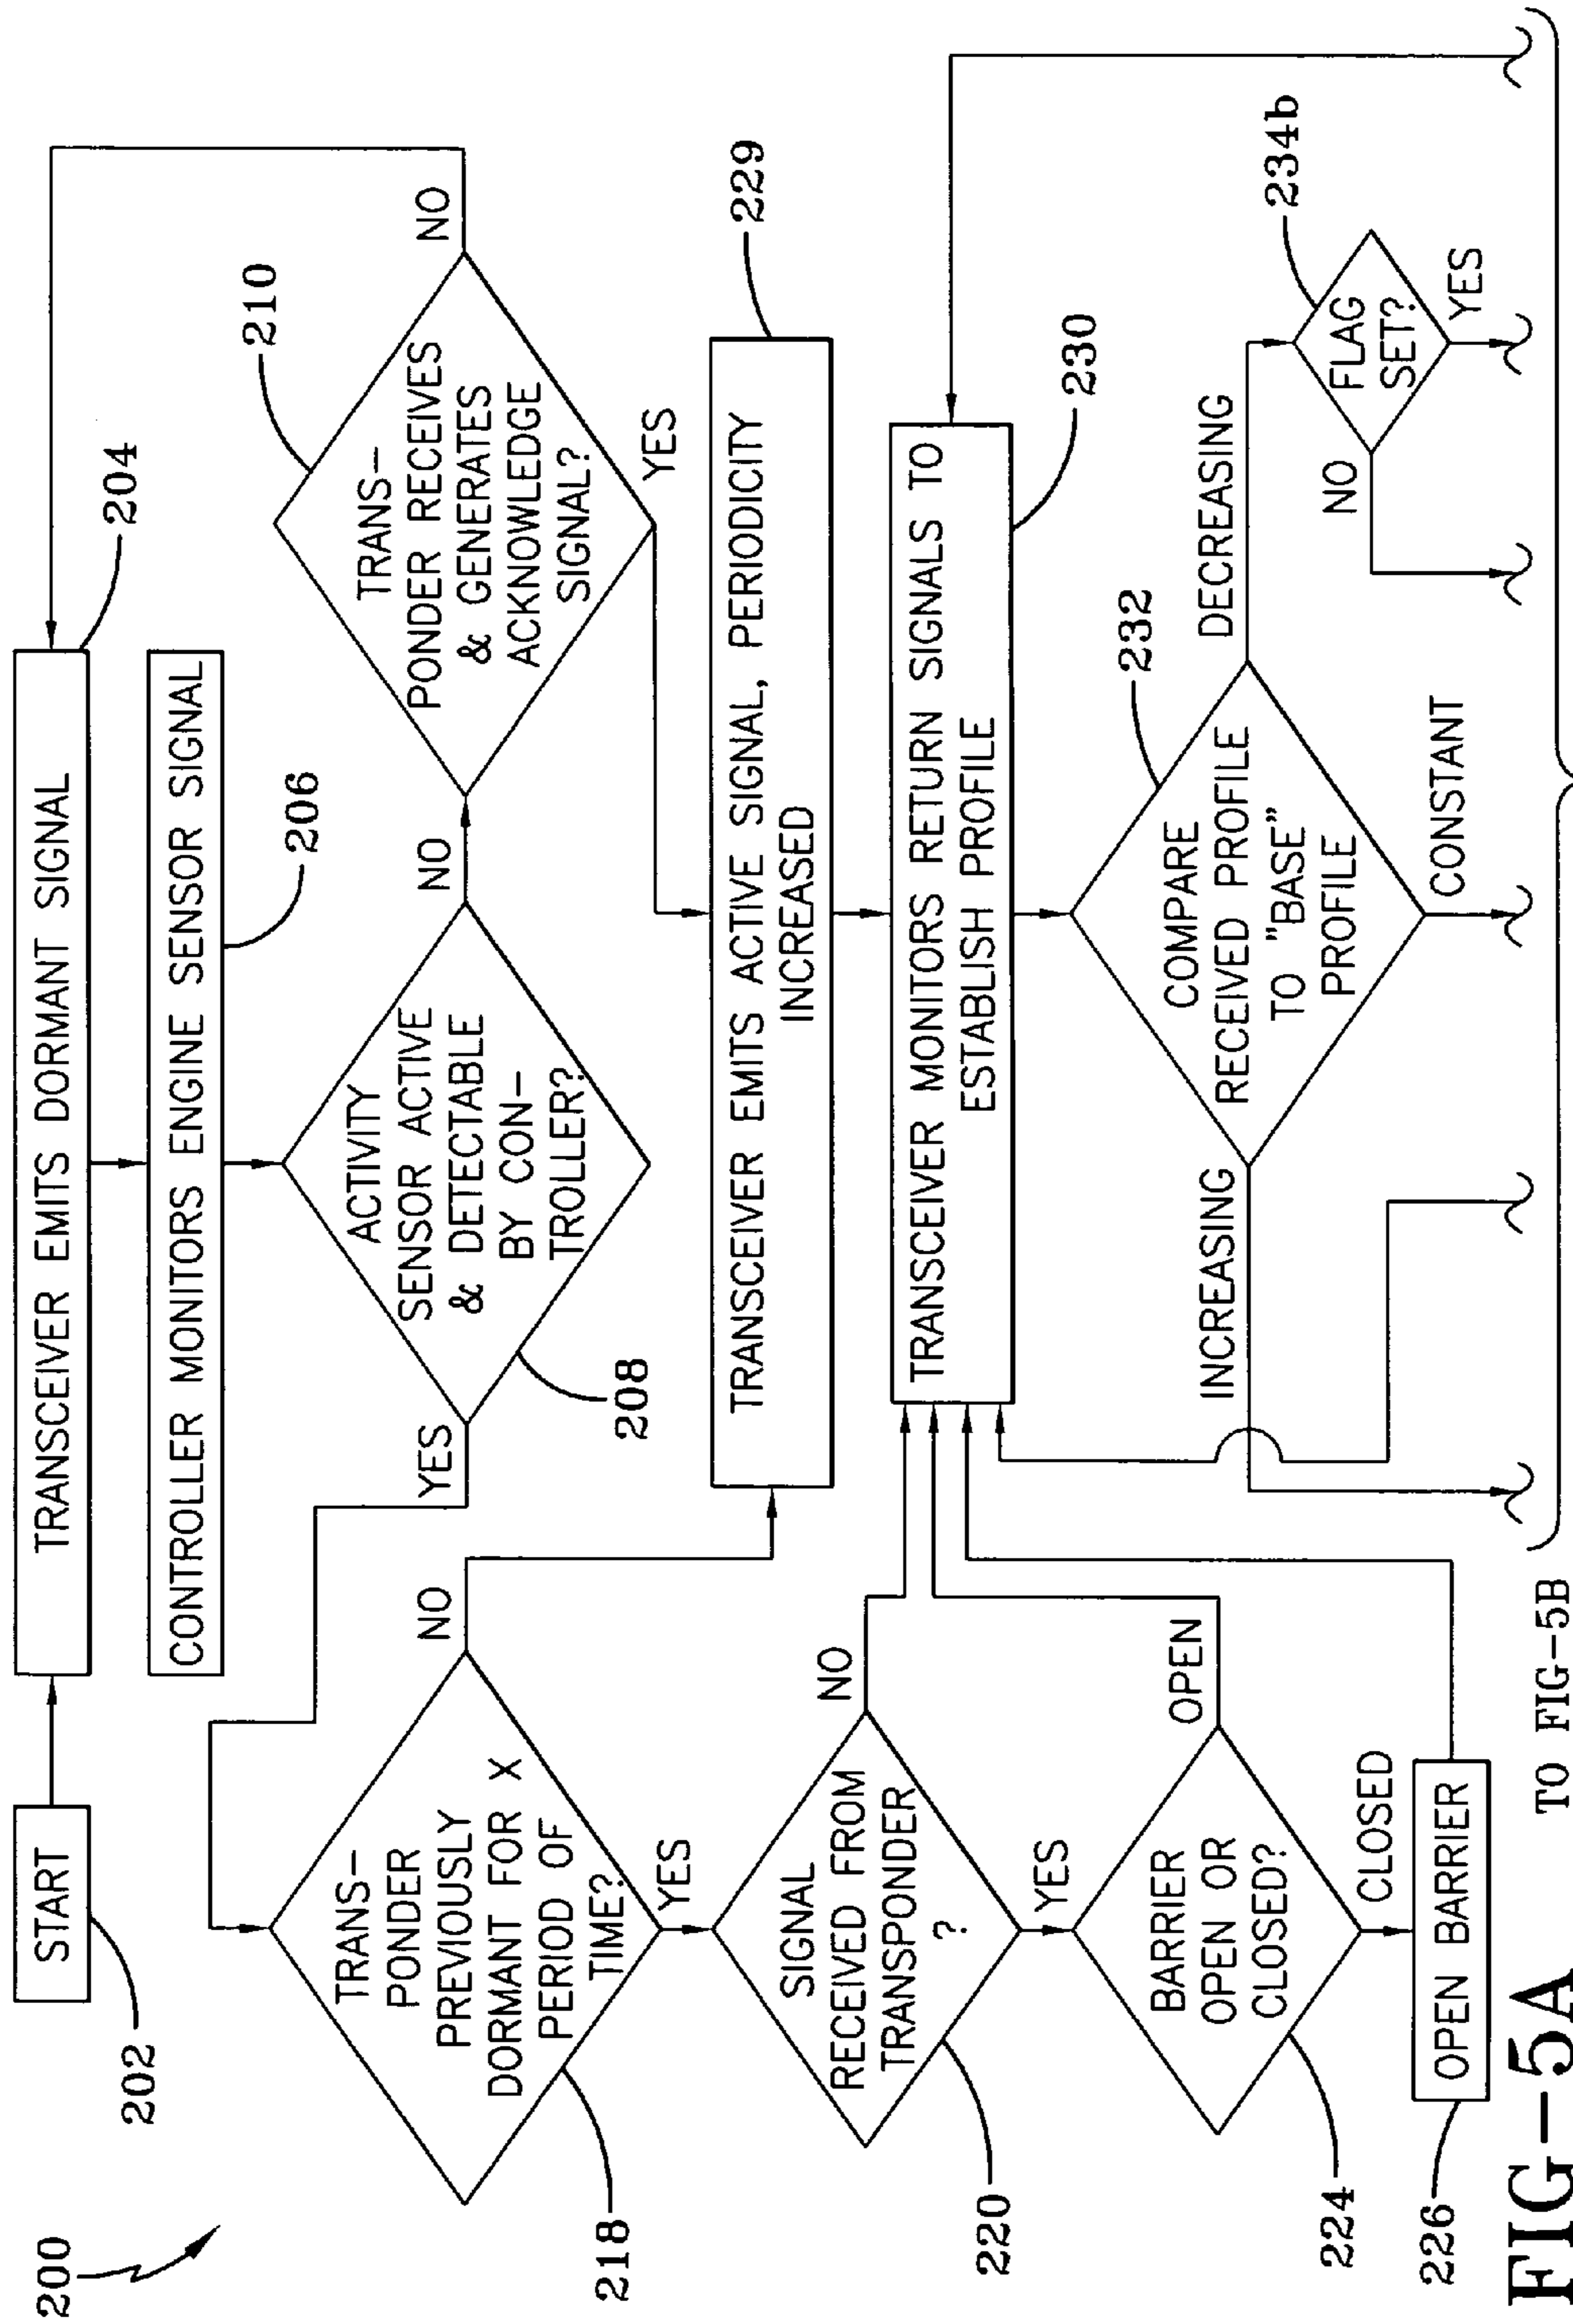 200
START
202
TRANSCEIVER EMITS DORMANT SIGNAL
204
CONTROLLER MONITORS ENGINE SENSOR SIGNAL
206
ACTIVITY
SENSOR ACTIVE
& DETECTABLE
BY CON-
TROLLER?
208
YES
NO
TRANS-
PONDER RECEIVES
& GENERATES
ACKNOWLEDGE
SIGNAL?
210
NO
YES
TRANS-
PONDER
PREVIOUSLY
DORMANT FOR X
PERIOD OF
TIME?
218
NO
YES
TRANSCEIVER EMITS ACTIVE SIGNAL, PERIODICITY
INCREASED
229
SIGNAL
RECEIVED FROM
TRANSPONDER
?
220
NO
YES
TRANSCEIVER MONITORS RETURN SIGNALS TO
ESTABLISH PROFILE
230
BARRIER
OPEN OR
CLOSED?
224
OPEN
CLOSED
OPEN BARRIER
226
COMPARE
RECEIVED PROFILE
TO "BASE"
PROFILE
232
INCREASING
CONSTANT
DECREASING
FLAG
SET?
234b
NO
YES
TO FIG-5B
FIG-5A